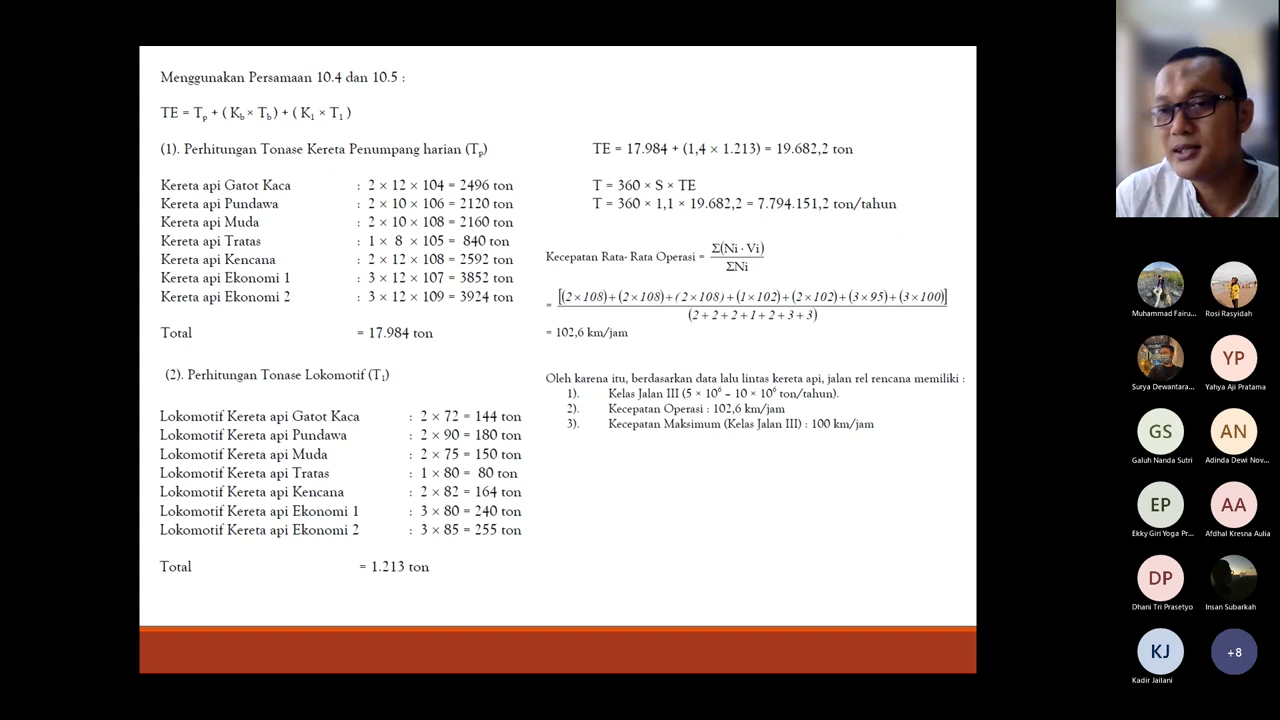 Menggunakan Persamaan 10.4 dan 10.5 :
TE = Tp + ( Kb × Tb ) + ( K1 × T1 )
(1). Perhitungan Tonase Kereta Penumpang harian (Tp)
Kereta api Gatot Kaca : 2 × 12 × 104 = 2496 ton
Kereta api Pundawa : 2 × 10 × 106 = 2120 ton
Kereta api Muda : 2 × 10 × 108 = 2160 ton
Kereta api Tratas : 1 × 8 × 105 = 840 ton
Kereta api Kencana : 2 × 12 × 108 = 2592 ton
Kereta api Ekonomi 1 : 3 × 12 × 107 = 3852 ton
Kereta api Ekonomi 2 : 3 × 12 × 109 = 3924 ton
Total = 17.984 ton
(2). Perhitungan Tonase Lokomotif (T1)
Lokomotif Kereta api Gatot Kaca : 2 × 72 = 144 ton
Lokomotif Kereta api Pundawa : 2 × 90 = 180 ton
Lokomotif Kereta api Muda : 2 × 75 = 150 ton
Lokomotif Kereta api Tratas : 1 × 80 = 80 ton
Lokomotif Kereta api Kencana : 2 × 82 = 164 ton
Lokomotif Kereta api Ekonomi 1 : 3 × 80 = 240 ton
Lokomotif Kereta api Ekonomi 2 : 3 × 85 = 255 ton
Total = 1.213 ton
TE = 17.984 + (1,4 × 1.213) = 19.682,2 ton
T = 360 × S × TE
T = 360 × 1,1 × 19.682,2 = 7.794.151,2 ton/tahun
Kecepatan Rata- Rata Operasi = Σ(Ni · Vi)
ΣNi
= [(2×108)+(2×108)+(2×108)+(1×102)+(2×102)+(3×95)+(3×100)]
(2+2+2+1+2+3+3)
= 102,6 km/jam
Oleh karena itu, berdasarkan data lalu lintas kereta api, jalan rel rencana memiliki :
1). Kelas Jalan III (5 × 10⁶ – 10 × 10⁶ ton/tahun).
2). Kecepatan Operasi : 102,6 km/jam
3). Kecepatan Maksimum (Kelas Jalan III) : 100 km/jam
Muhammad Fairu...
Rosi Rasyidah
YP
Surya Dewantara...
Yahya Aji Pratama
GS
AN
Galuh Nanda Sutri
Adinda Dewi Nov...
EP
AA
Ekky Giri Yoga Pr...
Afdhal Kresna Aulia
DP
Dhani Tri Prasetyo
Insan Subarkah
KJ
+8
Kadir Jailani